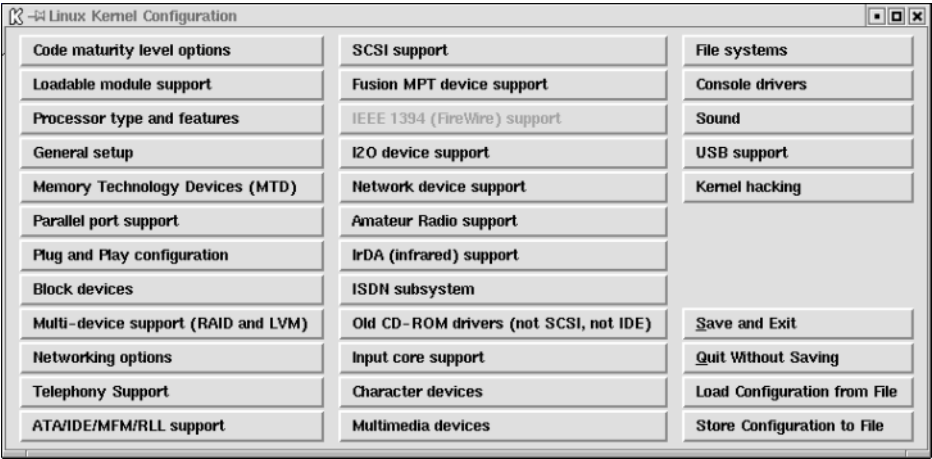 Linux Kernel Configuration
Code maturity level options
Loadable module support
Processor type and features
General setup
Memory Technology Devices (MTD)
Parallel port support
Plug and Play configuration
Block devices
Multi-device support (RAID and LVM)
Networking options
Telephony Support
ATA/IDE/MFM/RLL support
SCSI support
Fusion MPT device support
IEEE 1394 (FireWire) support
I2O device support
Network device support
Amateur Radio support
IrDA (infrared) support
ISDN subsystem
Old CD-ROM drivers (not SCSI, not IDE)
Input core support
Character devices
Multimedia devices
File systems
Console drivers
Sound
USB support
Kernel hacking
Save and Exit
Quit Without Saving
Load Configuration from File
Store Configuration to File